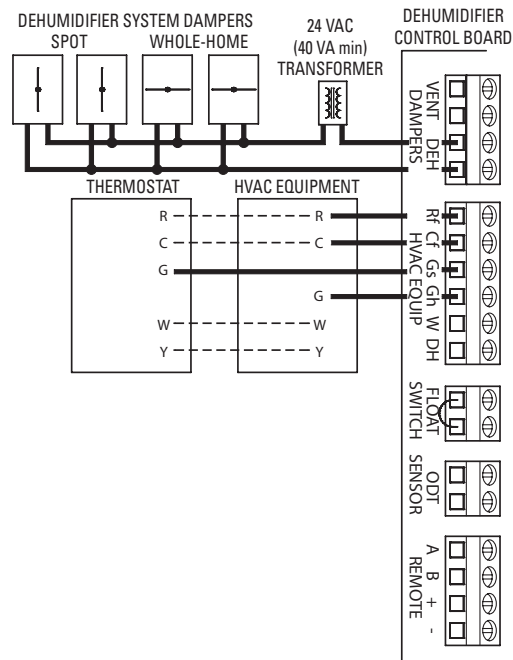 DEHUMIDIFIER SYSTEM DAMPERS
SPOT
WHOLE-HOME
24 VAC
(40 VA min)
TRANSFORMER
DEHUMIDIFIER
CONTROL BOARD
VENT DEH
DAMPERS
THERMOSTAT
HVAC EQUIPMENT
R
R
C
C
G
G
W
W
Y
Y
Rf Cf Gs Gh W DH
HVAC EQUIP
FLOAT
SWITCH
ODT
SENSOR
A B + -
REMOTE